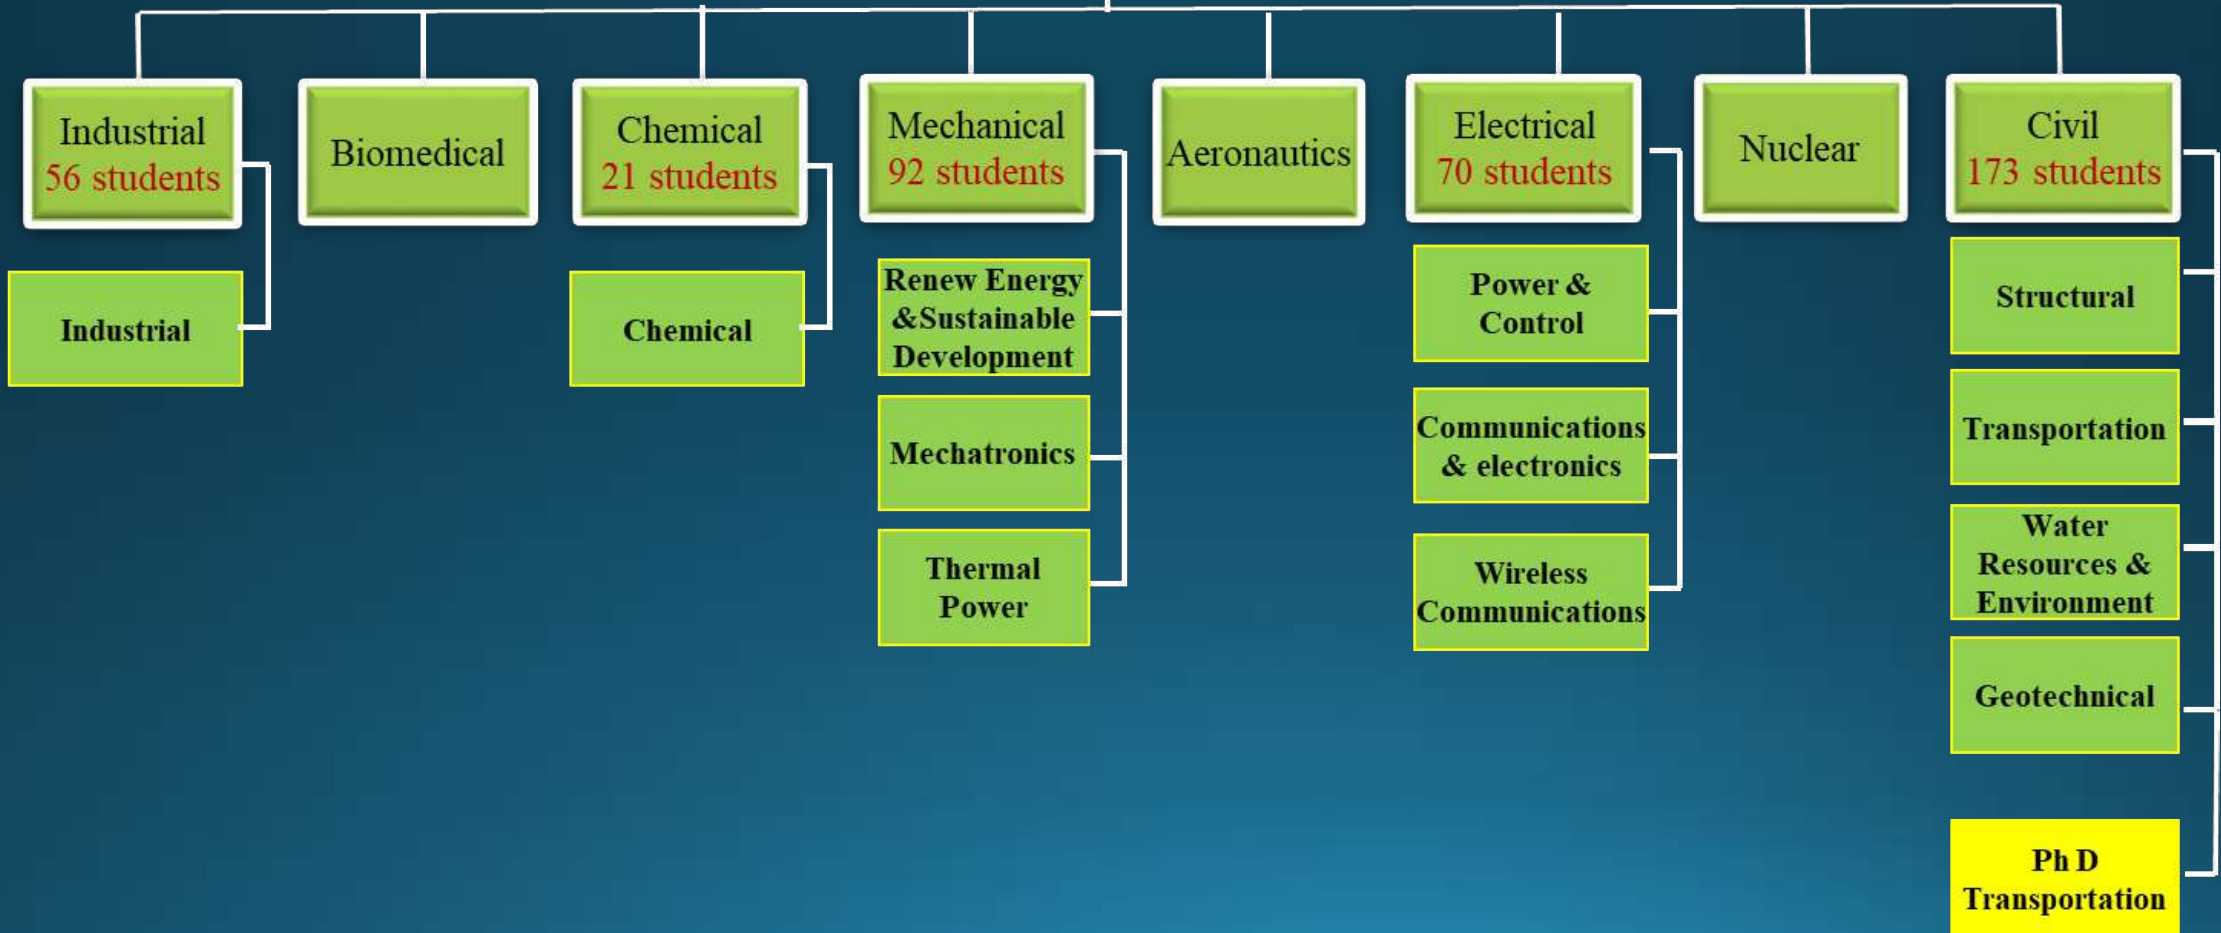 Industrial
56 students
Biomedical
Chemical
21 students
Mechanical
92 students
Aeronautics
Electrical
70 students
Nuclear
Civil
173 students
Industrial
Chemical
Renew Energy
&Sustainable
Development
Mechatronics
Thermal
Power
Power &
Control
Communications
& electronics
Wireless
Communications
Structural
Transportation
Water
Resources &
Environment
Geotechnical
Ph D
Transportation